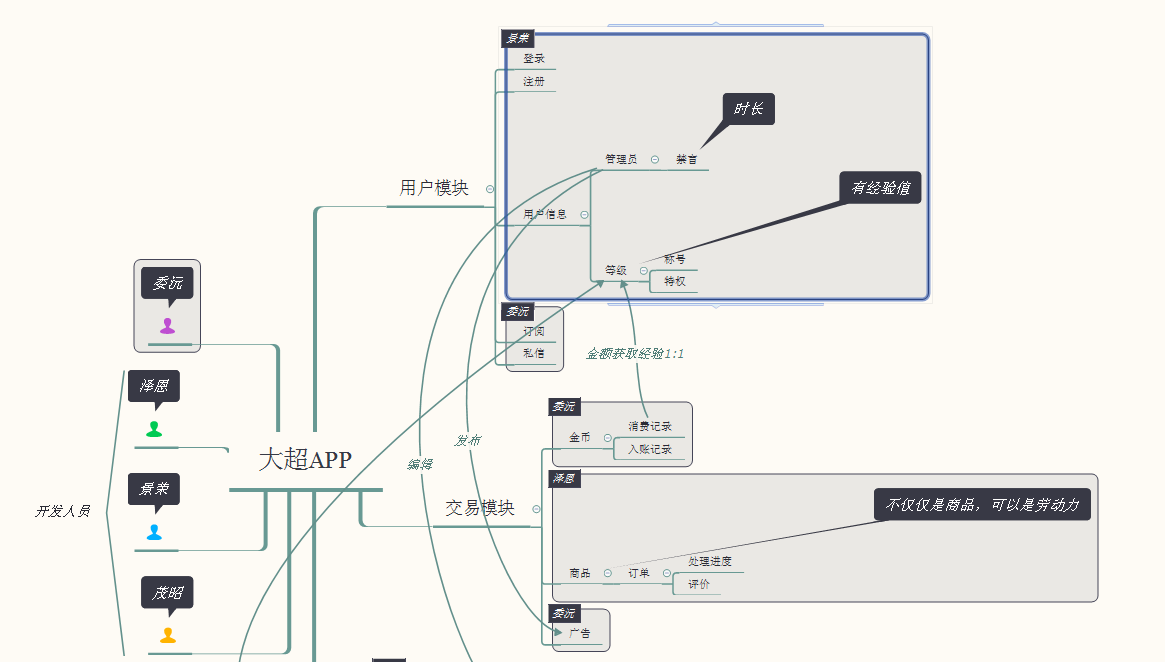 景荣
登录
注册
时长
管理员
禁言
用户模块
有经验值
用户信息
等级
称号
特权
委沅
委沅
订阅
私信
金额获取经验1:1
泽恩
委沅
消费记录
金币
入账记录
发布
编辑
大超APP
泽恩
景荣
不仅仅是商品，可以是劳动力
交易模块
开发人员
处理进度
商品
订单
评价
茂昭
委沅
广告